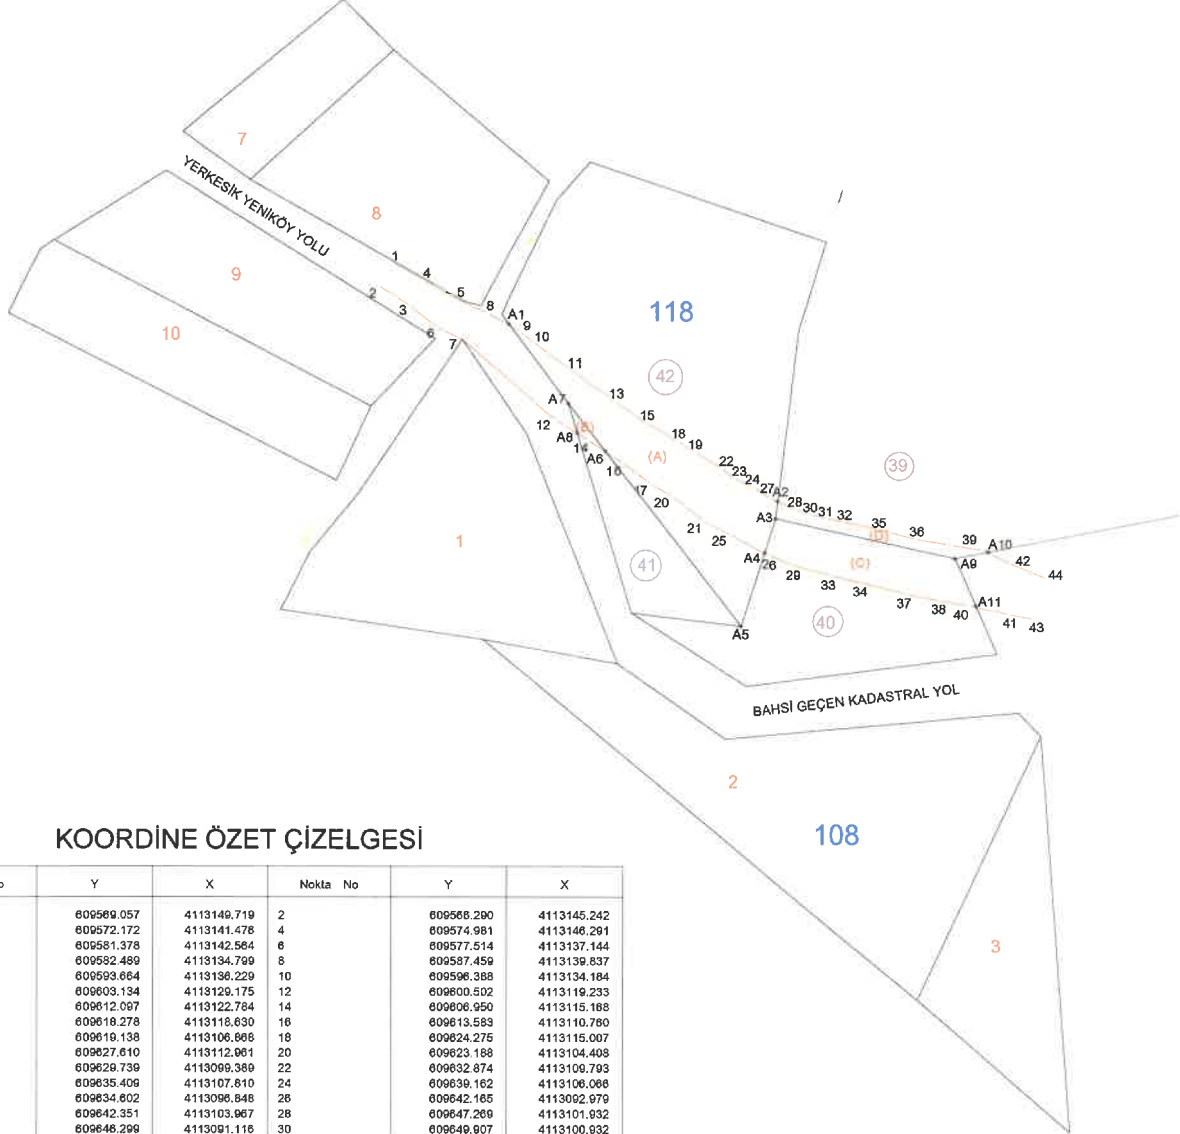 7
8
YERKESİK YENİKÖY YOLU
9
10
1
4
5
8
2
3
6
7
A1
9
10
11
118
42
13
15
18
19
22
23
24
27
A2
39
A7
12
(B)
A8
14
A6
16
(A)
17
20
21
25
28
30
31
32
35
36
39
A10
A3
(D)
A9
42
44
A4
26
(C)
29
33
34
37
38
40
A11
41
43
41
1
A5
40
BAHSİ GEÇEN KADASTRAL YOL
2
108
3
KOORDİNE ÖZET ÇİZELGESİ
Y X Nokta No Y X
609569.057 4113149.719 2 609566.290 4113145.242
609572.172 4113141.476 4 609574.981 4113146.291
609581.378 4113142.564 6 609577.514 4113137.144
609582.489 4113134.799 8 609587.459 4113139.837
609593.664 4113136.229 10 609596.388 4113134.184
609603.134 4113129.175 12 609600.502 4113119.233
609612.097 4113122.784 14 609606.950 4113115.168
609618.278 4113118.630 16 609613.583 4113110.760
609619.138 4113106.868 18 609624.275 4113115.007
609627.610 4113112.961 20 609623.188 4113104.408
609629.739 4113099.389 22 609632.874 4113109.793
609635.409 4113107.810 24 609639.162 4113106.066
609634.602 4113096.848 26 609642.165 4113092.979
609642.351 4113103.967 28 609647.269 4113101.932
609646.299 4113091.116 30 609649.907 4113100.932